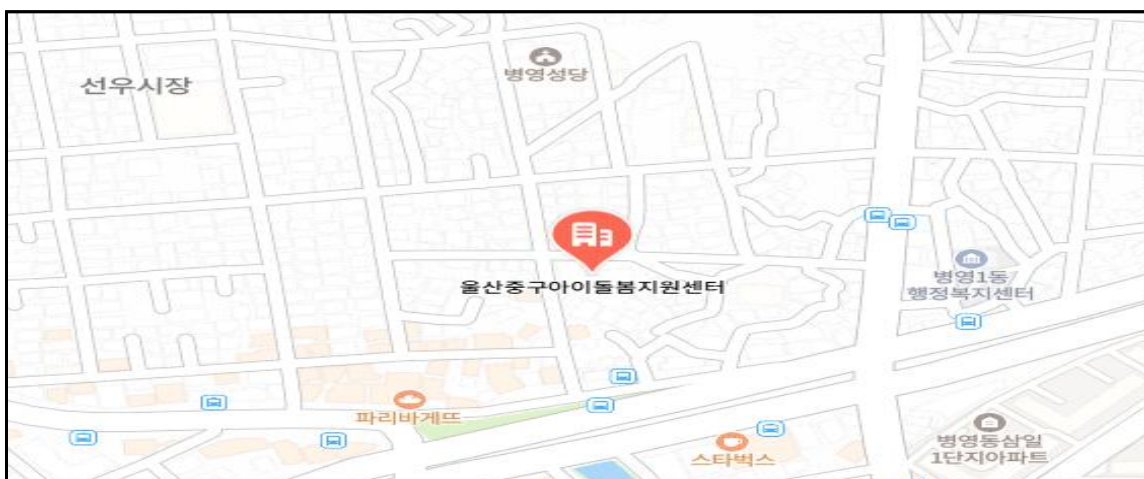 병영성당
선우시장
울산중구아이돌봄지원센터
병영1동
행정복지센터
파리바게뜨
스타벅스
병영동삼일
1단지아파트